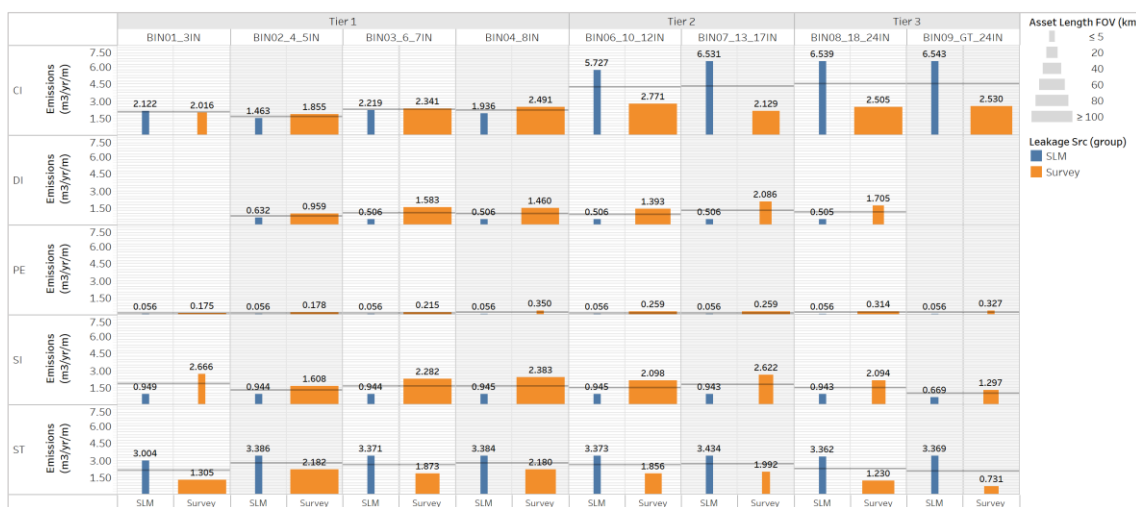 Tier 1 Tier 2 Tier 3
BIN01_3IN BIN02_4_5IN BIN03_6_7IN BIN04_8IN BIN06_10_12IN BIN07_13_17IN BIN08_18_24IN BIN09_GT_24IN
CI
Emissions
(m3/yr/m)
7.50
6.00
4.50
3.00
1.50
2.122 2.016 1.463 1.855 2.219 2.341 1.936 2.491 5.727 2.771 6.531 2.129 6.539 2.505 6.543 2.530
DI
Emissions
(m3/yr/m)
7.50
6.00
4.50
3.00
1.50
0.632 0.959 0.506 1.583 0.506 1.460 0.506 1.393 0.506 2.086 0.505 1.705
PE
Emissions
(m3/yr/m)
7.50
6.00
4.50
3.00
1.50
0.056 0.175 0.056 0.178 0.056 0.215 0.056 0.350 0.056 0.259 0.056 0.259 0.056 0.314 0.056 0.327
SI
Emissions
(m3/yr/m)
7.50
6.00
4.50
3.00
1.50
0.949 2.666 0.944 1.608 0.944 2.282 0.945 2.383 0.945 2.098 0.943 2.622 0.943 2.094 0.669 1.297
ST
Emissions
(m3/yr/m)
7.50
6.00
4.50
3.00
1.50
3.004 1.305 3.386 2.182 3.371 1.873 3.384 2.180 3.373 1.856 3.434 1.992 3.362 1.230 3.369 0.731
SLM Survey SLM Survey SLM Survey SLM Survey SLM Survey SLM Survey SLM Survey SLM Survey
Asset Length FOV (km
≤ 5
20
40
60
80
≥ 100
Leakage Src (group)
SLM
Survey